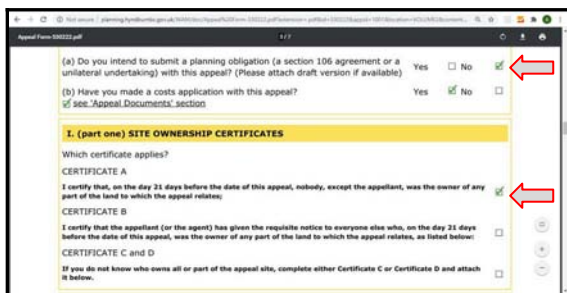 Not secure
Appeal Form-550222.pdf
(a) Do you intend to submit a planning obligation (a section 106 agreement or a Yes No
unilateral undertaking) with this appeal? (Please attach draft version if available)
(b) Have you made a costs application with this appeal? Yes No
see 'Appeal Documents' section
I. (part one) SITE OWNERSHIP CERTIFICATES
Which certificate applies?
CERTIFICATE A
I certify that, on the day 21 days before the date of this appeal, nobody, except the appellant, was the owner of any
part of the land to which the appeal relates;
CERTIFICATE B
I certify that the appellant (or the agent) has given the requisite notice to everyone else who, on the day 21 days
before the date of this appeal, was the owner of any part of the land to which the appeal relates, as listed below:
CERTIFICATE C and D
If you do not know who owns all or part of the appeal site, complete either Certificate C or Certificate D and attach
it below.